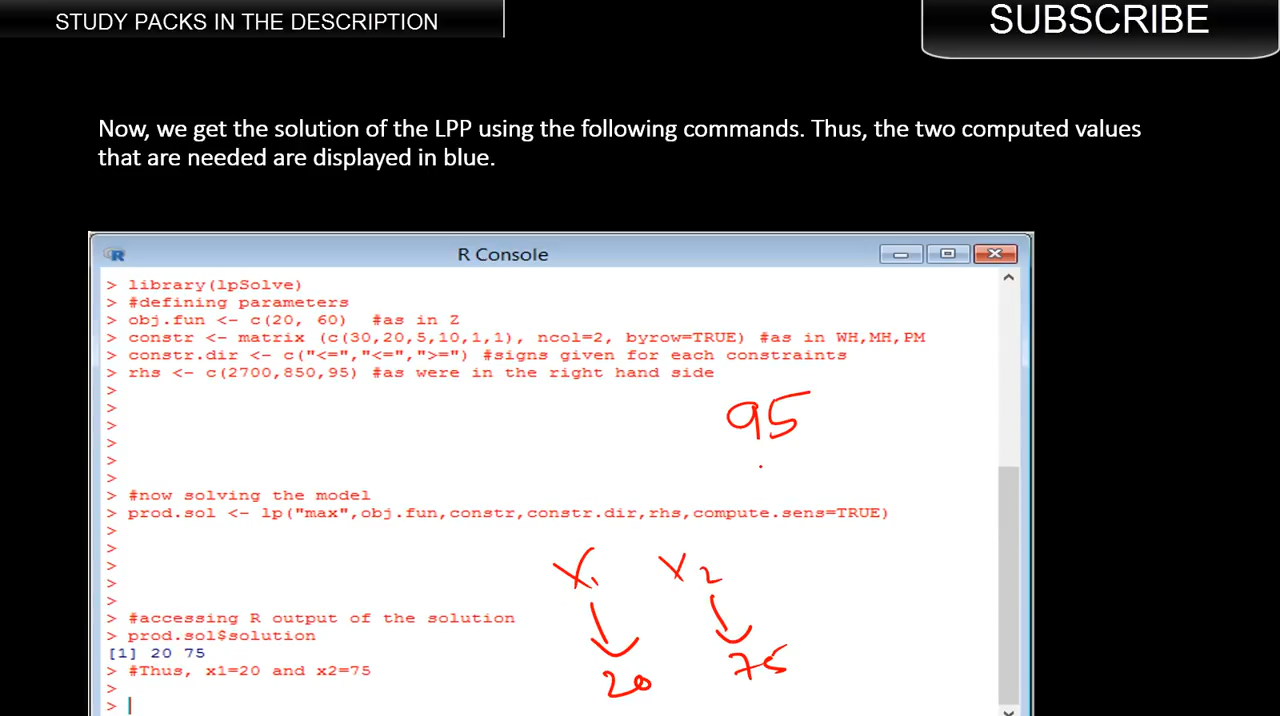 STUDY PACKS IN THE DESCRIPTION
SUBSCRIBE
Now, we get the solution of the LPP using the following commands. Thus, the two computed values
that are needed are displayed in blue.
R Console
> library(lpSolve)
> #defining parameters
> obj.fun <- c(20, 60)  #as in Z
> constr <- matrix (c(30,20,5,10,1,1), ncol=2, byrow=TRUE) #as in WH,MH,PM
> constr.dir <- c("<=","<=",">=") #signs given for each constraints
> rhs <- c(2700,850,95) #as were in the right hand side
>
>
95
>
>
>
>
> #now solving the model
> prod.sol <- lp("max",obj.fun,constr,constr.dir,rhs,compute.sens=TRUE)
>
>
>
X1 X2
>
>
> #accessing R output of the solution
> prod.sol$solution
[1] 20 75
> #Thus, x1=20 and x2=75
20 75
>
>